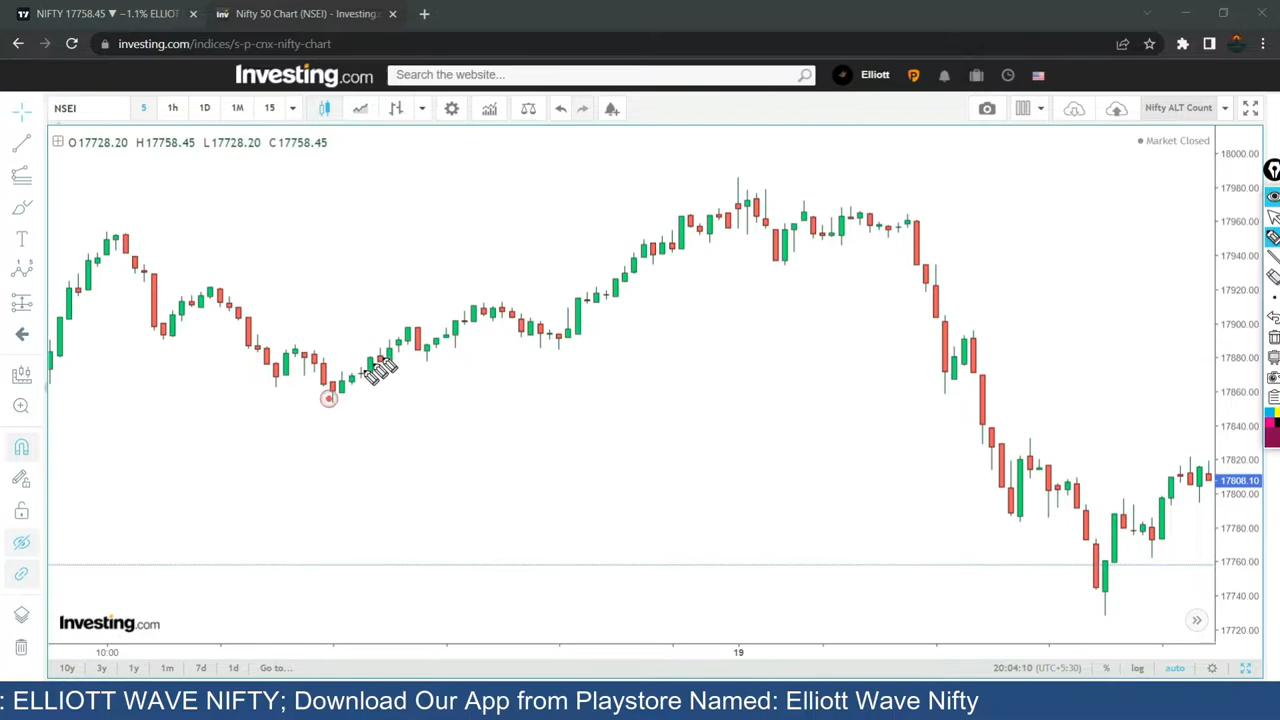 NIFTY 17758.45 ▼ −1.1% ELLIOT
Nifty 50 Chart (NSEI) - Investing.
investing.com/indices/s-p-cnx-nifty-chart
Investing.com
Search the website...
Elliott
NSEI
5
1h
1D
1M
15
Nifty ALT Count
O17728.20 H17758.45 L17728.20 C17758.45
Market Closed
18000.00
17980.00
17960.00
17940.00
17920.00
17900.00
17880.00
17860.00
17840.00
17820.00
17808.10
17800.00
17780.00
17760.00
17740.00
17720.00
Investing.com
10:00
19
10y
3y
1y
1m
7d
1d
Go to...
20:04:10 (UTC+5:30)
%
log
auto
: ELLIOTT WAVE NIFTY; Download Our App from Playstore Named: Elliott Wave Nifty